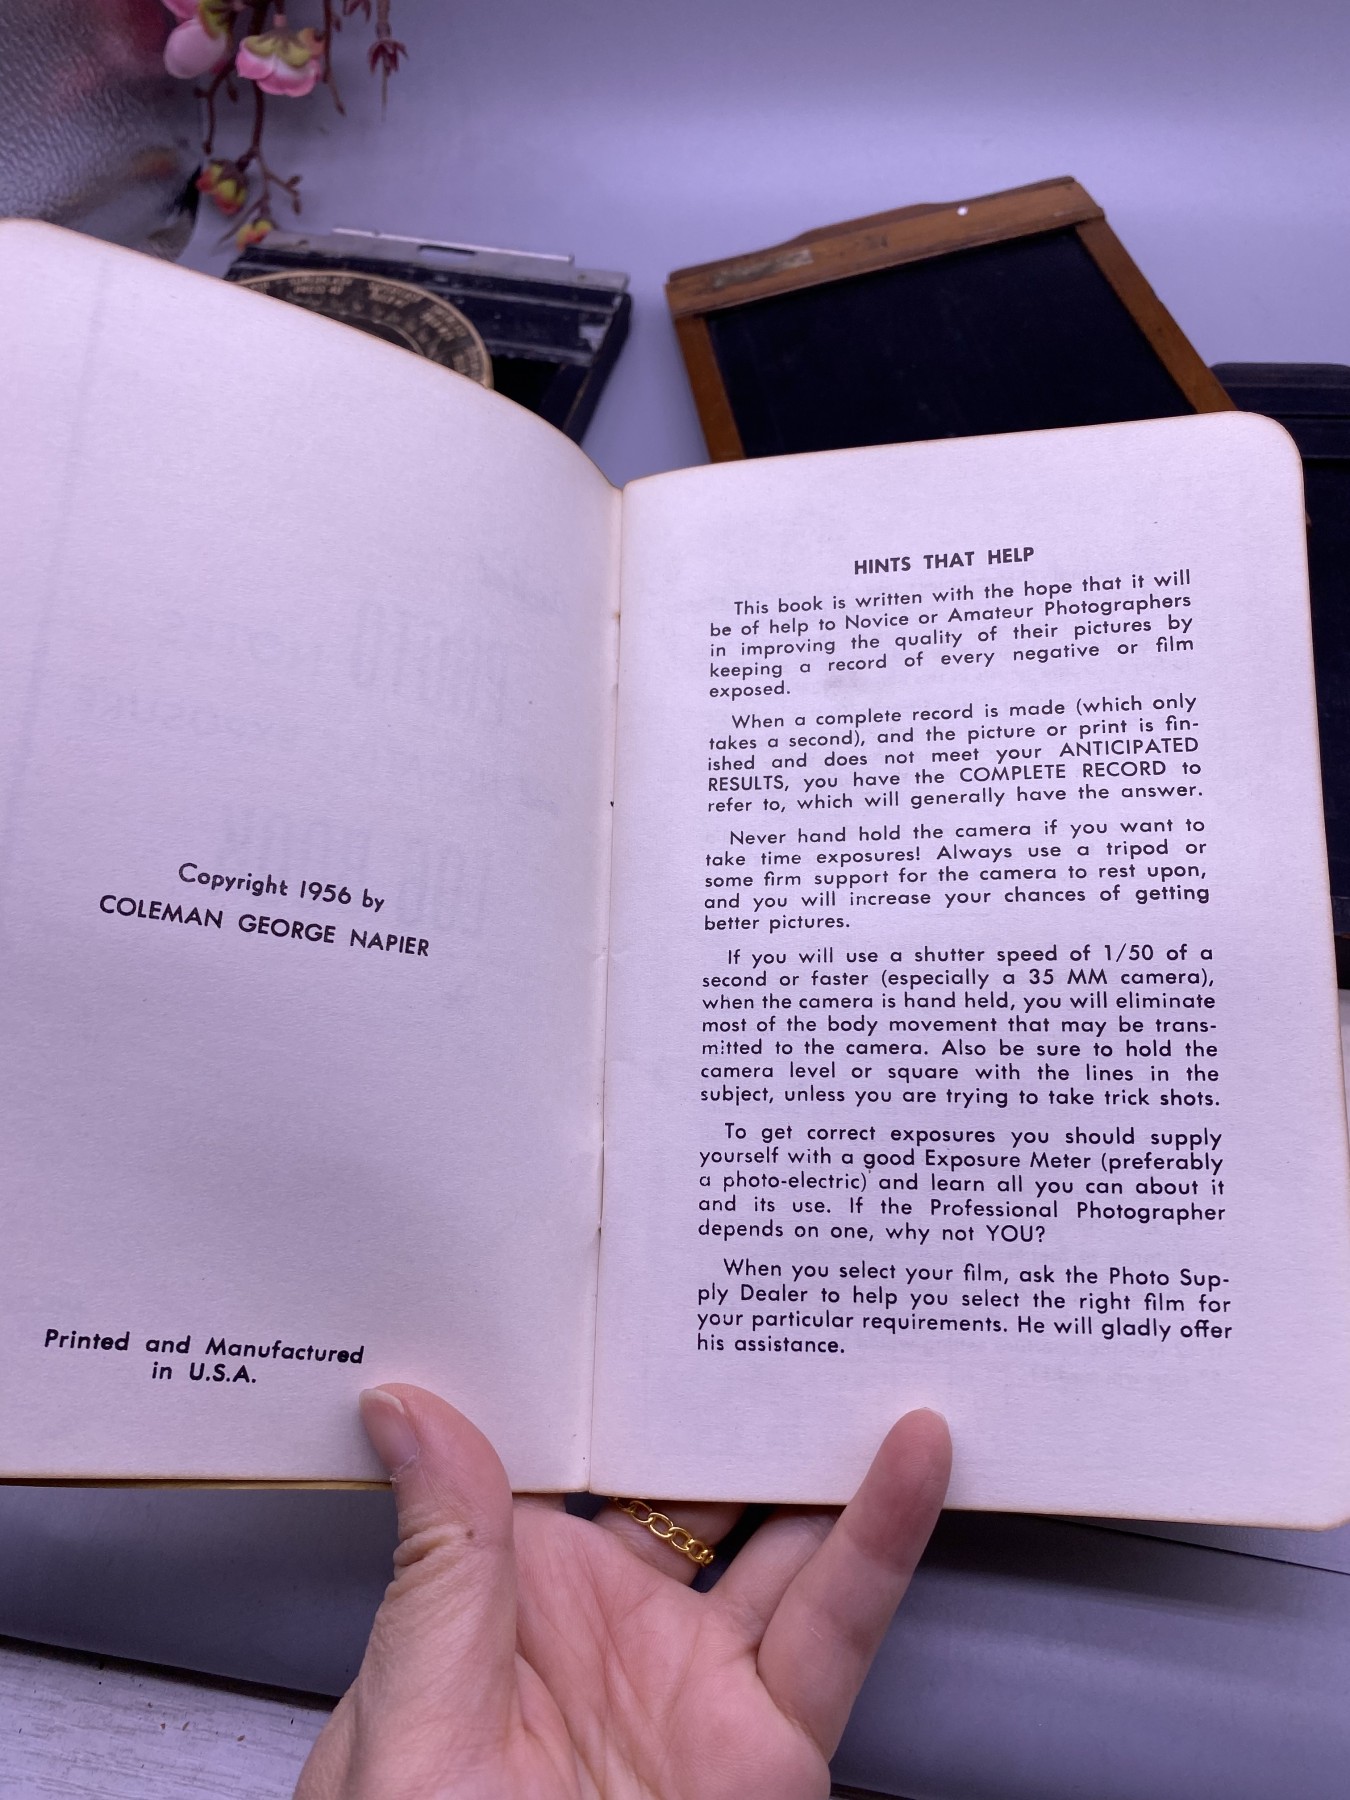 Copyright 1956 by
COLEMAN GEORGE NAPIER
Printed and Manufactured
in U.S.A.
HINTS THAT HELP
This book is written with the hope that it will
be of help to Novice or Amateur Photographers
in improving the quality of their pictures by
keeping a record of every negative or film
exposed.
When a complete record is made (which only
takes a second), and the picture or print is fin-
ished and does not meet your ANTICIPATED
RESULTS, you have the COMPLETE RECORD to
refer to, which will generally have the answer.
Never hand hold the camera if you want to
take time exposures! Always use a tripod or
some firm support for the camera to rest upon,
and you will increase your chances of getting
better pictures.
If you will use a shutter speed of 1/50 of a
second or faster (especially a 35 MM camera),
when the camera is hand held, you will eliminate
most of the body movement that may be trans-
mitted to the camera. Also be sure to hold the
camera level or square with the lines in the
subject, unless you are trying to take trick shots.
To get correct exposures you should supply
yourself with a good Exposure Meter (preferably
a photo-electric) and learn all you can about it
and its use. If the Professional Photographer
depends on one, why not YOU?
When you select your film, ask the Photo Sup-
ply Dealer to help you select the right film for
your particular requirements. He will gladly offer
his assistance.